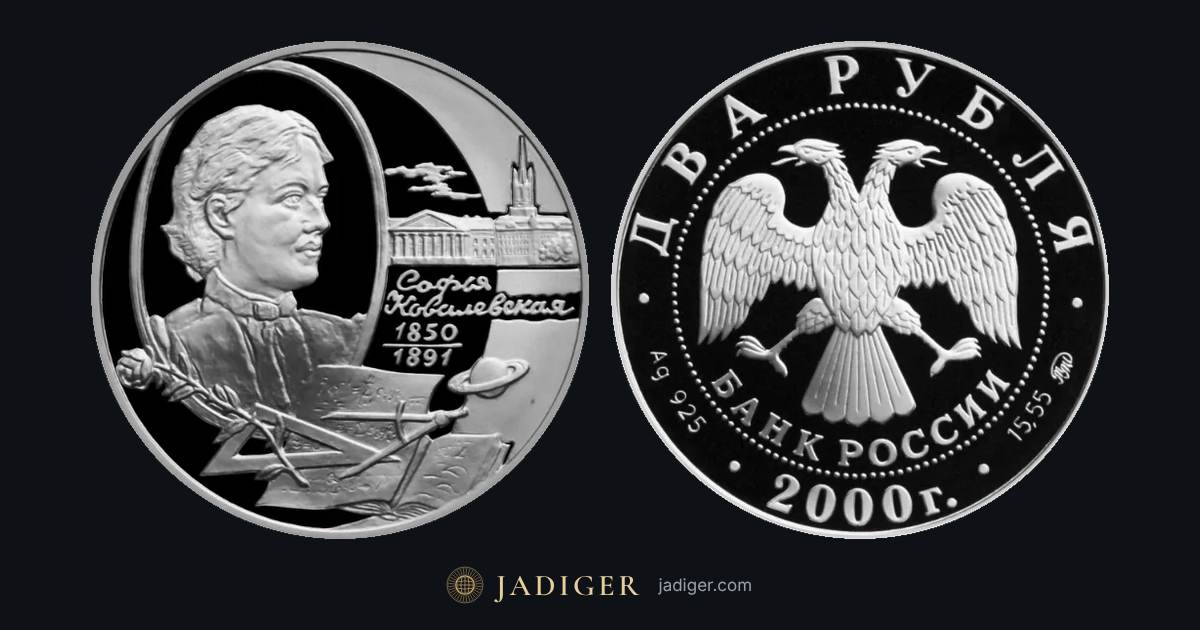 Софья
Ковалевская
1850
1891
ДВА РУБЛЯ
Ag 925
БАНК РОССИИ
15,55
2000г.
JADIGER jadiger.com